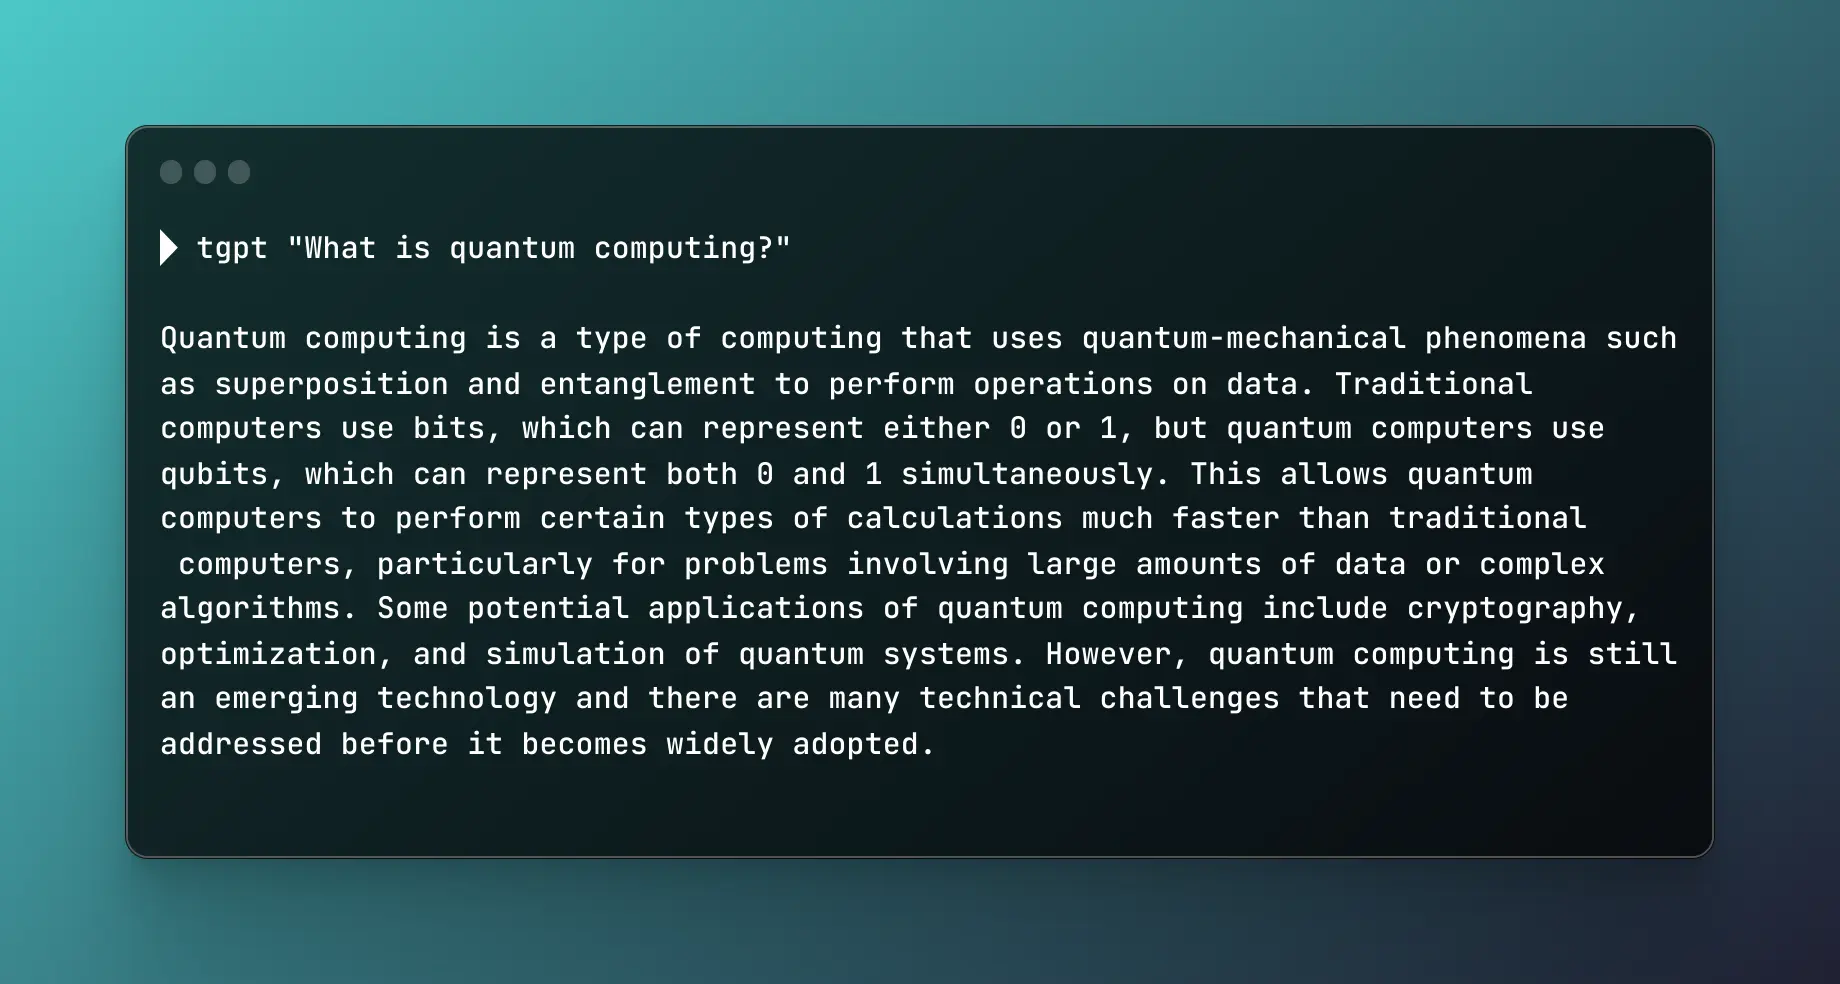 tgpt "What is quantum computing?"
Quantum computing is a type of computing that uses quantum-mechanical phenomena such
as superposition and entanglement to perform operations on data. Traditional
computers use bits, which can represent either 0 or 1, but quantum computers use
qubits, which can represent both 0 and 1 simultaneously. This allows quantum
computers to perform certain types of calculations much faster than traditional
 computers, particularly for problems involving large amounts of data or complex
algorithms. Some potential applications of quantum computing include cryptography,
optimization, and simulation of quantum systems. However, quantum computing is still
an emerging technology and there are many technical challenges that need to be
addressed before it becomes widely adopted.